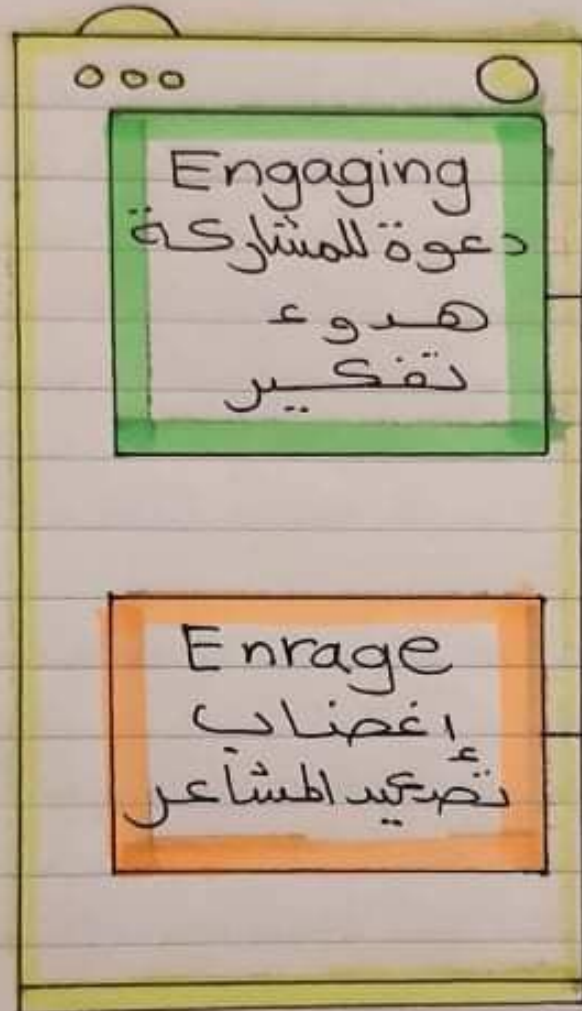 Engaging
دعوة للمشاركة
هدوء
تفكير
Enrage
إغضاب
تصعيد المشاعر